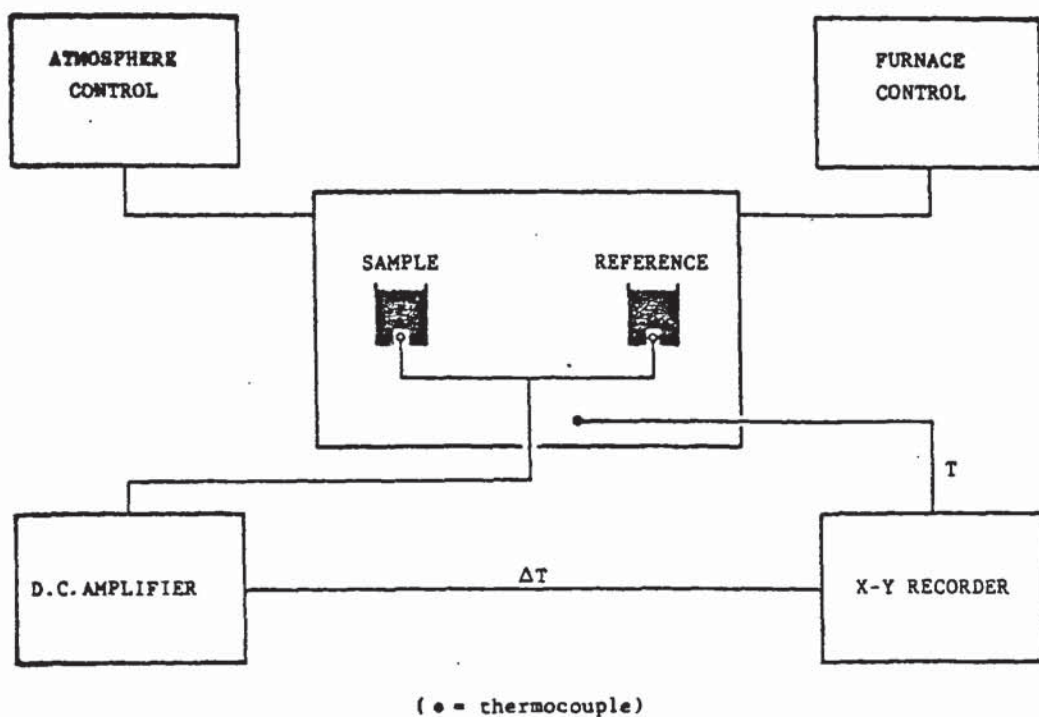 ATMOSPHERE
CONTROL
FURNACE
CONTROL
SAMPLE
REFERENCE
T
D.C. AMPLIFIER
ΔT
X-Y RECORDER
( ● = thermocouple)